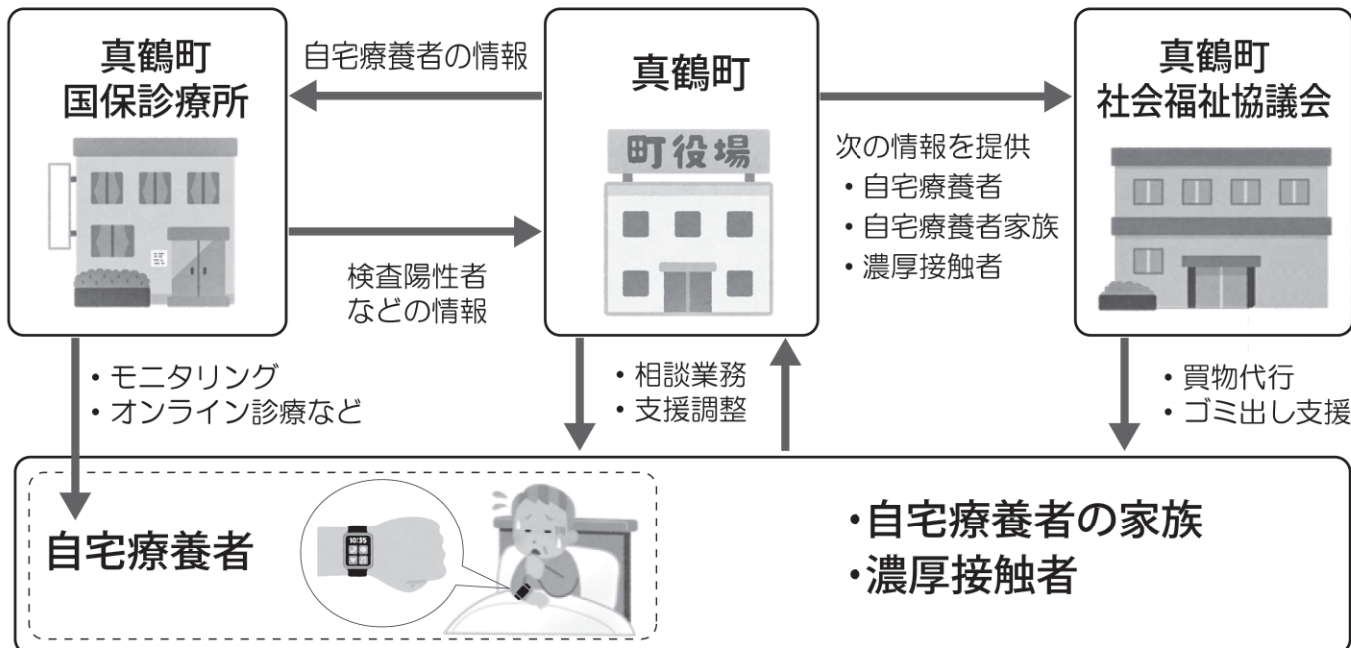 真鶴町
国保診療所
自宅療養者の情報
検査陽性者
などの情報
真鶴町
町役場
次の情報を提供
・自宅療養者
・自宅療養者家族
・濃厚接触者
真鶴町
社会福祉協議会
・モニタリング
・オンライン診療など
・相談業務
・支援調整
・買物代行
・ゴミ出し支援
自宅療養者
10:35
・自宅療養者の家族
・濃厚接触者